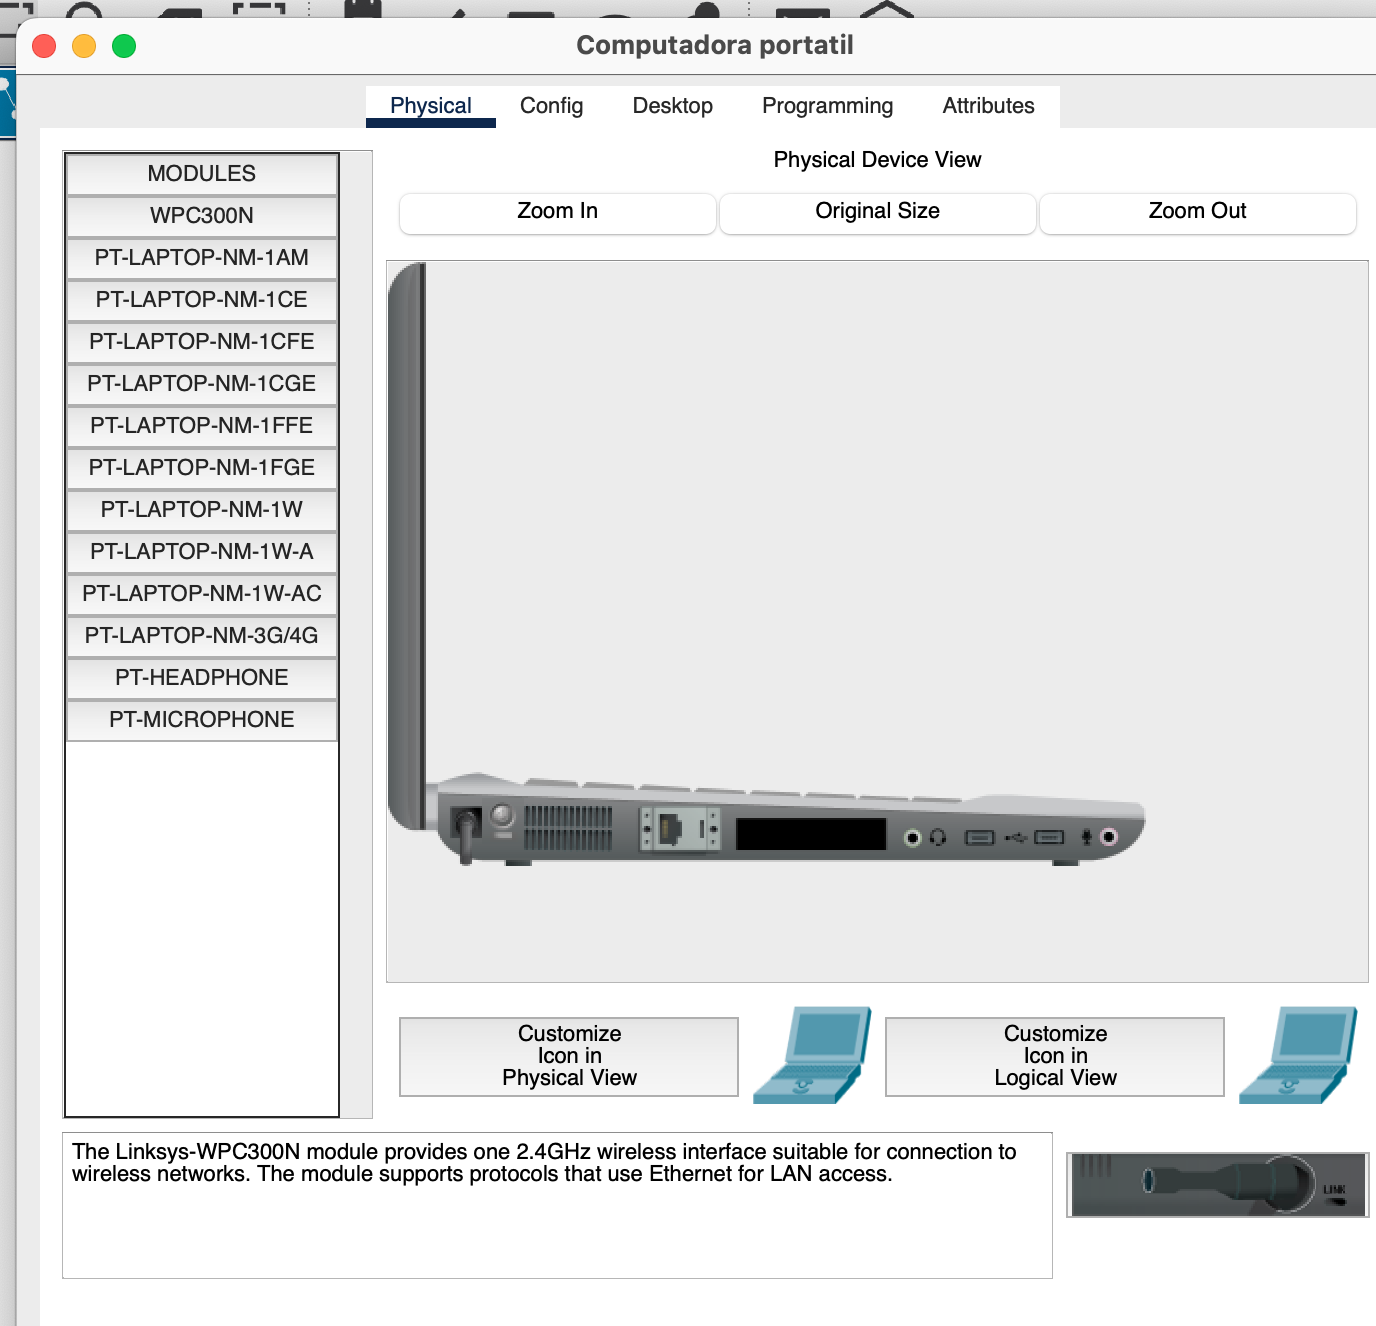 Computadora portatil
Physical
Config
Desktop
Programming
Attributes
MODULES
WPC300N
PT-LAPTOP-NM-1AM
PT-LAPTOP-NM-1CE
PT-LAPTOP-NM-1CFE
PT-LAPTOP-NM-1CGE
PT-LAPTOP-NM-1FFE
PT-LAPTOP-NM-1FGE
PT-LAPTOP-NM-1W
PT-LAPTOP-NM-1W-A
PT-LAPTOP-NM-1W-AC
PT-LAPTOP-NM-3G/4G
PT-HEADPHONE
PT-MICROPHONE
Physical Device View
Zoom In
Original Size
Zoom Out
Customize
Icon in
Physical View
Customize
Icon in
Logical View
The Linksys-WPC300N module provides one 2.4GHz wireless interface suitable for connection to
wireless networks. The module supports protocols that use Ethernet for LAN access.
LINK